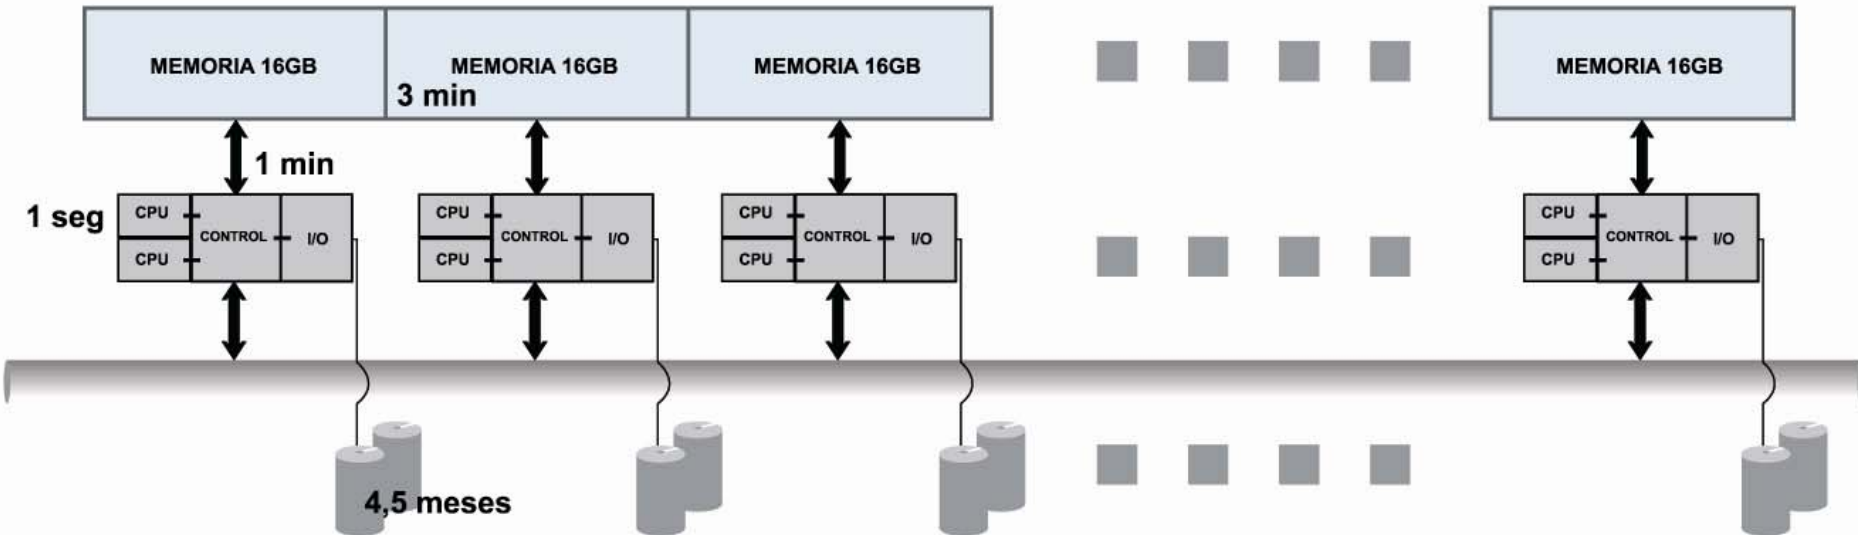 MEMORIA 16GB
MEMORIA 16GB
MEMORIA 16GB
MEMORIA 16GB
3 min
1 min
1 seg
CPU
CPU
CONTROL
I/O
CPU
CPU
CONTROL
I/O
CPU
CPU
CONTROL
I/O
CPU
CPU
CONTROL
I/O
4,5 meses